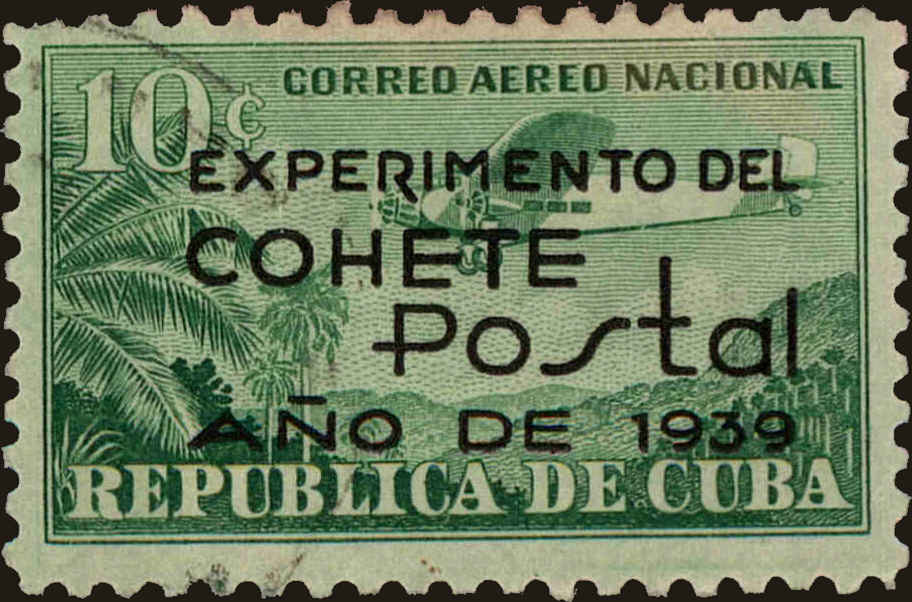 10¢ CORREO AEREO NACIONAL
EXPERIMENTO DEL
COHETE
Postal
AÑO DE 1939
REPUBLICA DE CUBA